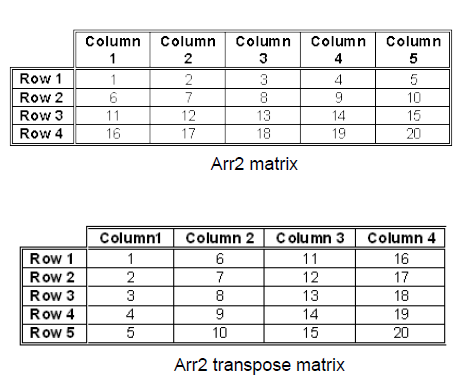 Column 1 Column 2 Column 3 Column 4 Column 5
Row 1 1 2 3 4 5
Row 2 6 7 8 9 10
Row 3 11 12 13 14 15
Row 4 16 17 18 19 20
Arr2 matrix
Column1 Column 2 Column 3 Column 4
Row 1 1 6 11 16
Row 2 2 7 12 17
Row 3 3 8 13 18
Row 4 4 9 14 19
Row 5 5 10 15 20
Arr2 transpose matrix